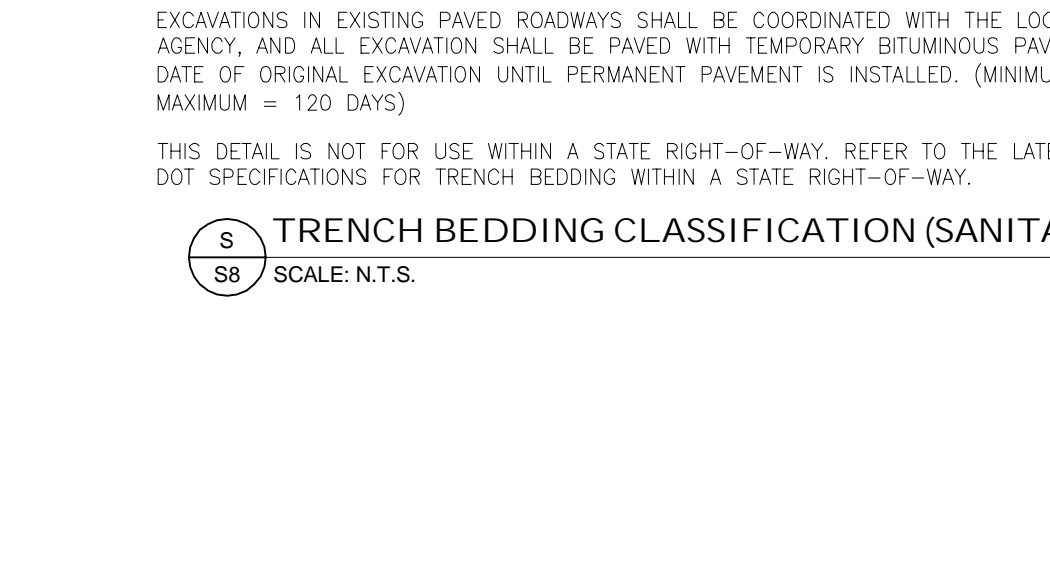 EXCAVATIONS IN EXISTING PAVED ROADWAYS SHALL BE COORDINATED WITH THE LOC
AGENCY, AND ALL EXCAVATION SHALL BE PAVED WITH TEMPORARY BITUMINOUS PAV
DATE OF ORIGINAL EXCAVATION UNTIL PERMANENT PAVEMENT IS INSTALLED. (MINIMU
MAXIMUM = 120 DAYS)
THIS DETAIL IS NOT FOR USE WITHIN A STATE RIGHT-OF-WAY. REFER TO THE LATE
DOT SPECIFICATIONS FOR TRENCH BEDDING WITHIN A STATE RIGHT-OF-WAY.
S
TRENCH BEDDING CLASSIFICATION (SANITA
S8
SCALE: N.T.S.